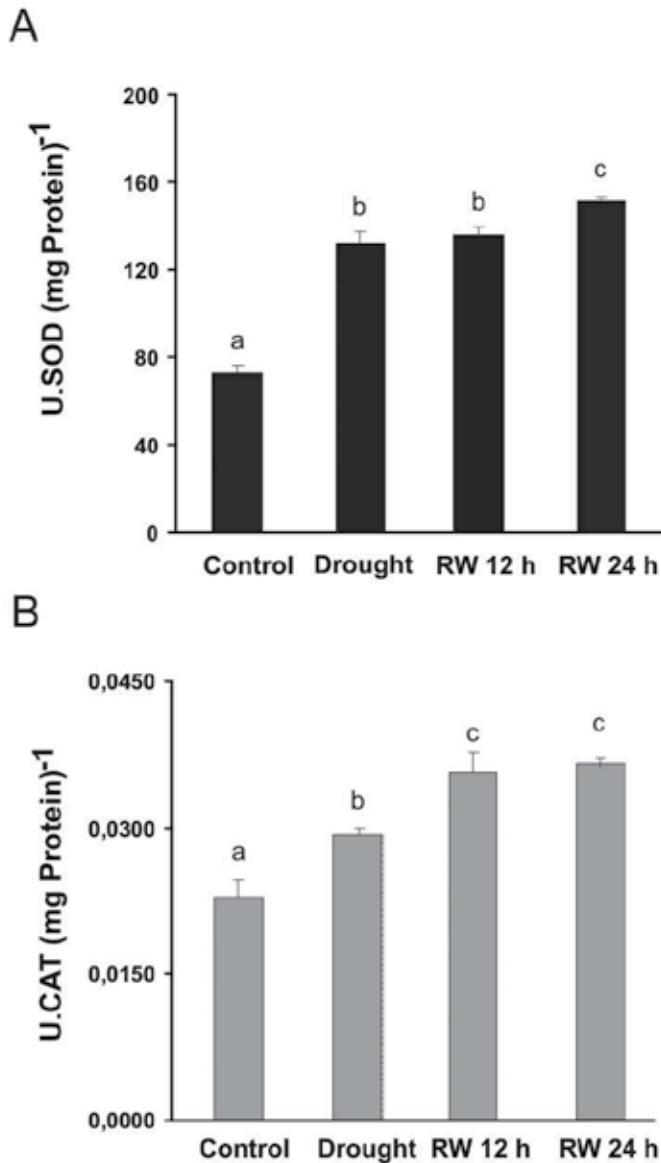 A
U.SOD (mg Protein)-1
200
160
120
80
40
0
a
b
b
c
Control Drought RW 12 h RW 24 h
B
U.CAT (mg Protein)-1
0,0450
0,0300
0,0150
0,0000
a
b
c
c
Control Drought RW 12 h RW 24 h